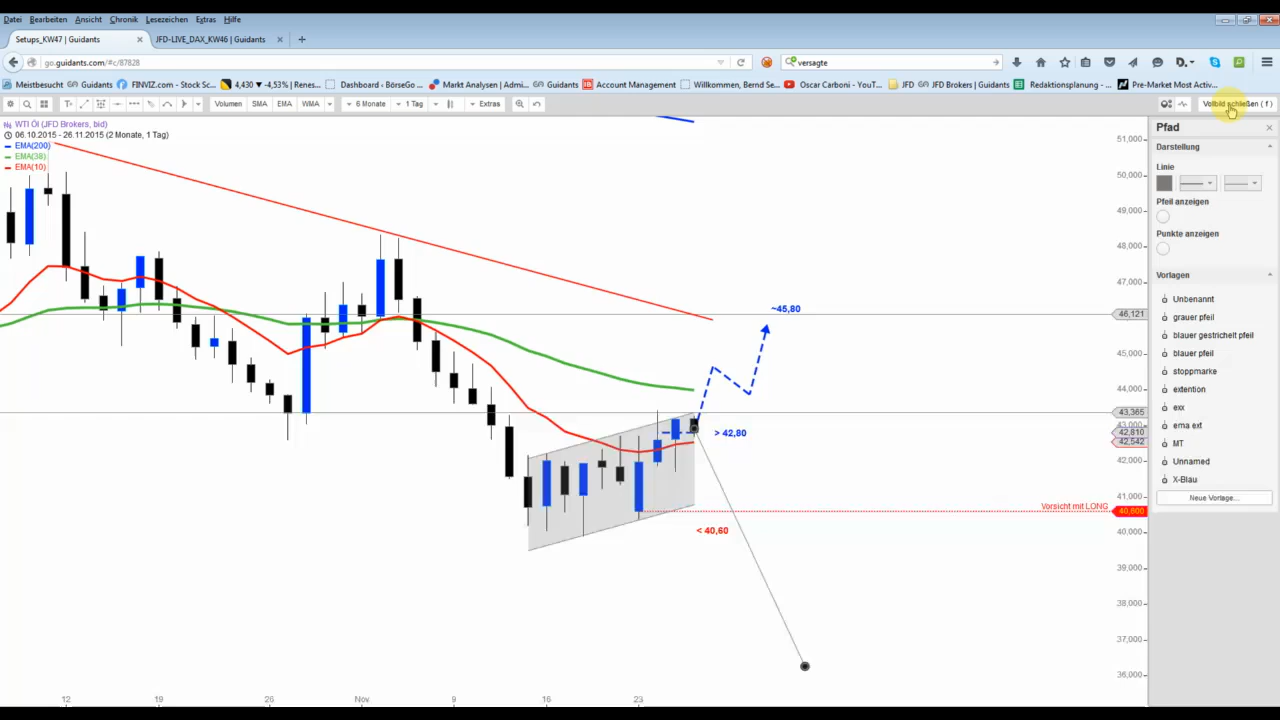 Datei Bearbeiten Ansicht Chronik Lesezeichen Extras Hilfe
Setups_KW47 | Guidants × JFD-LIVE_DAX_KW46 | Guidants × +
go.guidants.com/#c/87828 versagte
Meistbesucht Guidants FINVIZ.com - Stock Sc... 4,430 ▼ -4,53% | Renes... Dashboard - BörseGo ... Markt Analysen | Admi... Guidants Account Management Willkommen, Bernd Se... Oscar Carboni - YouT... JFD JFD Brokers | Guidants Redaktionsplanung - ... Pre-Market Most Activ...
Volumen SMA EMA WMA 6 Monate 1 Tag Extras Vollbild schließen ( f )
WTI Öl (JFD Brokers, bid)
06.10.2015 - 26.11.2015 (2 Monate, 1 Tag)
EMA(200)
EMA(38)
EMA(10)
~45,80
> 42,80
Vorsicht mit LONG
< 40,60
51,000
50,000
49,000
48,000
47,000
46,121
45,000
44,000
43,365
43,000
42,810
42,542
42,000
41,000
40,600
40,000
39,000
38,000
37,000
36,000
12 19 26 Nov 9 16 23
Pfad
Darstellung
Linie
Pfeil anzeigen
Punkte anzeigen
Vorlagen
Unbenannt
grauer pfeil
blauer gestrichelt pfeil
blauer pfeil
stoppmarke
extention
exx
ema ext
MT
Unnamed
X-Blau
Neue Vorlage...